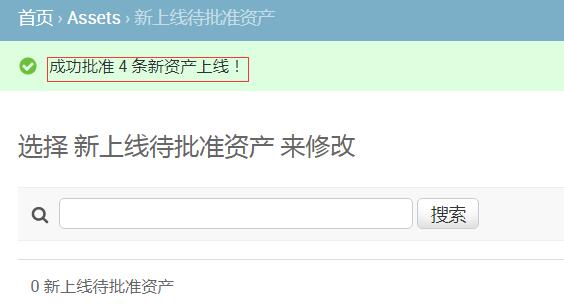 首页 › Assets › 新上线待批准资产
成功批准 4 条新资产上线！
选择 新上线待批准资产 来修改
搜索
0 新上线待批准资产